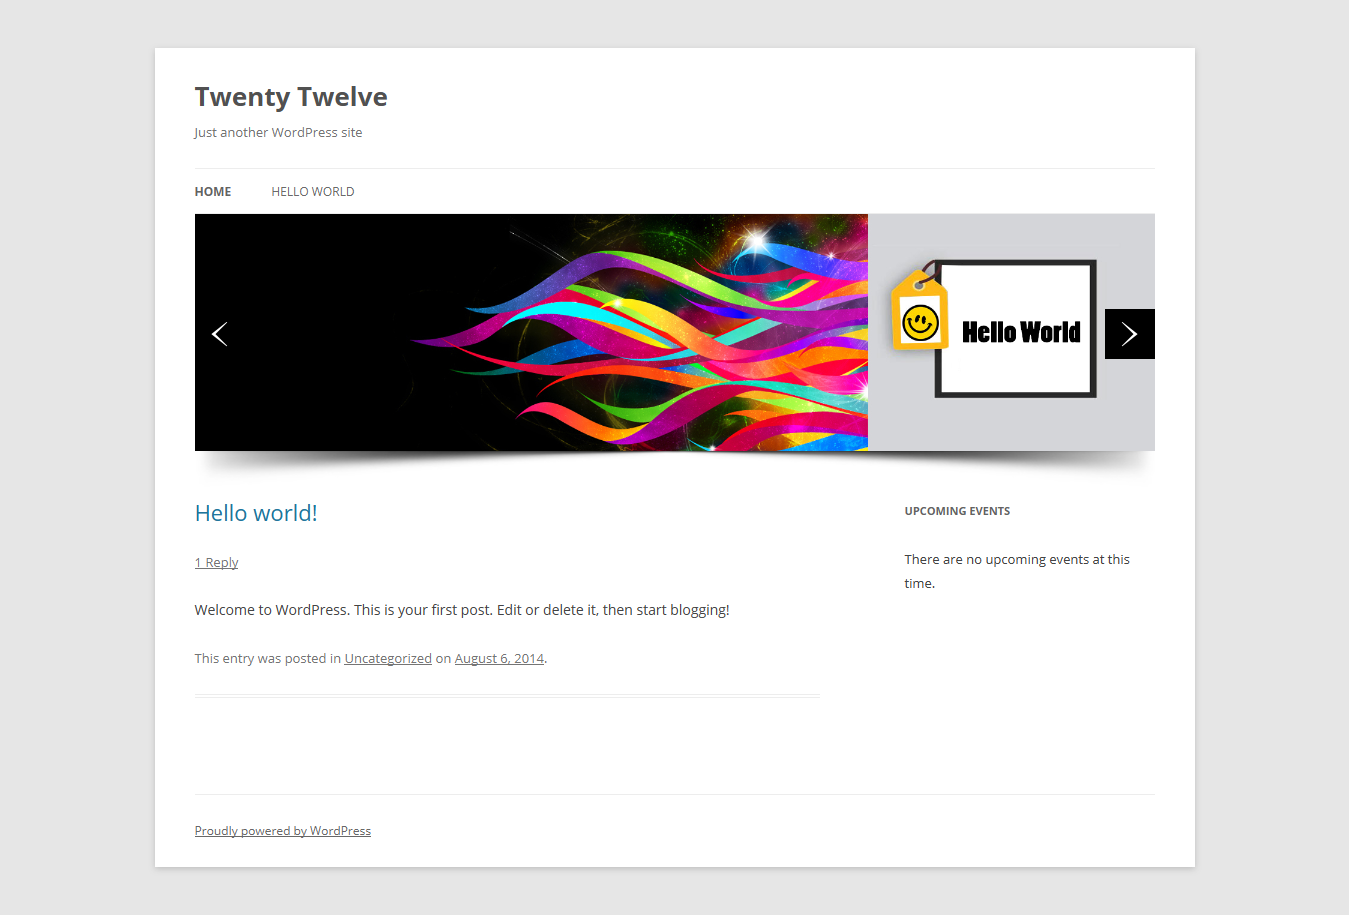 Twenty Twelve
Just another WordPress site
HOME HELLO WORLD
Hello World
Hello world!
1 Reply
Welcome to WordPress. This is your first post. Edit or delete it, then start blogging!
This entry was posted in Uncategorized on August 6, 2014.
UPCOMING EVENTS
There are no upcoming events at this
time.
Proudly powered by WordPress